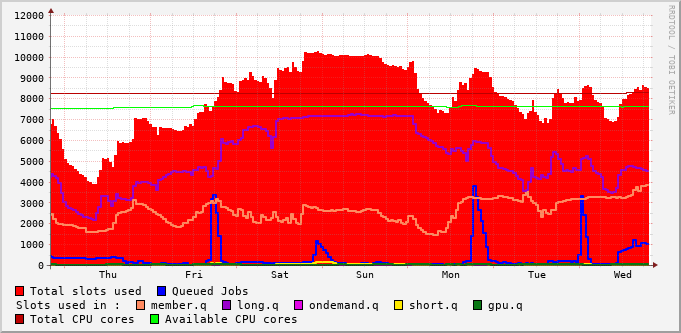 12000
11000
10000
9000
8000
7000
6000
5000
4000
3000
2000
1000
0
Thu Fri Sat Sun Mon Tue Wed
RRDTOOL / TOBI OETIKER
Total slots used Queued Jobs
Slots used in : member.q long.q ondemand.q short.q gpu.q
Total CPU cores Available CPU cores